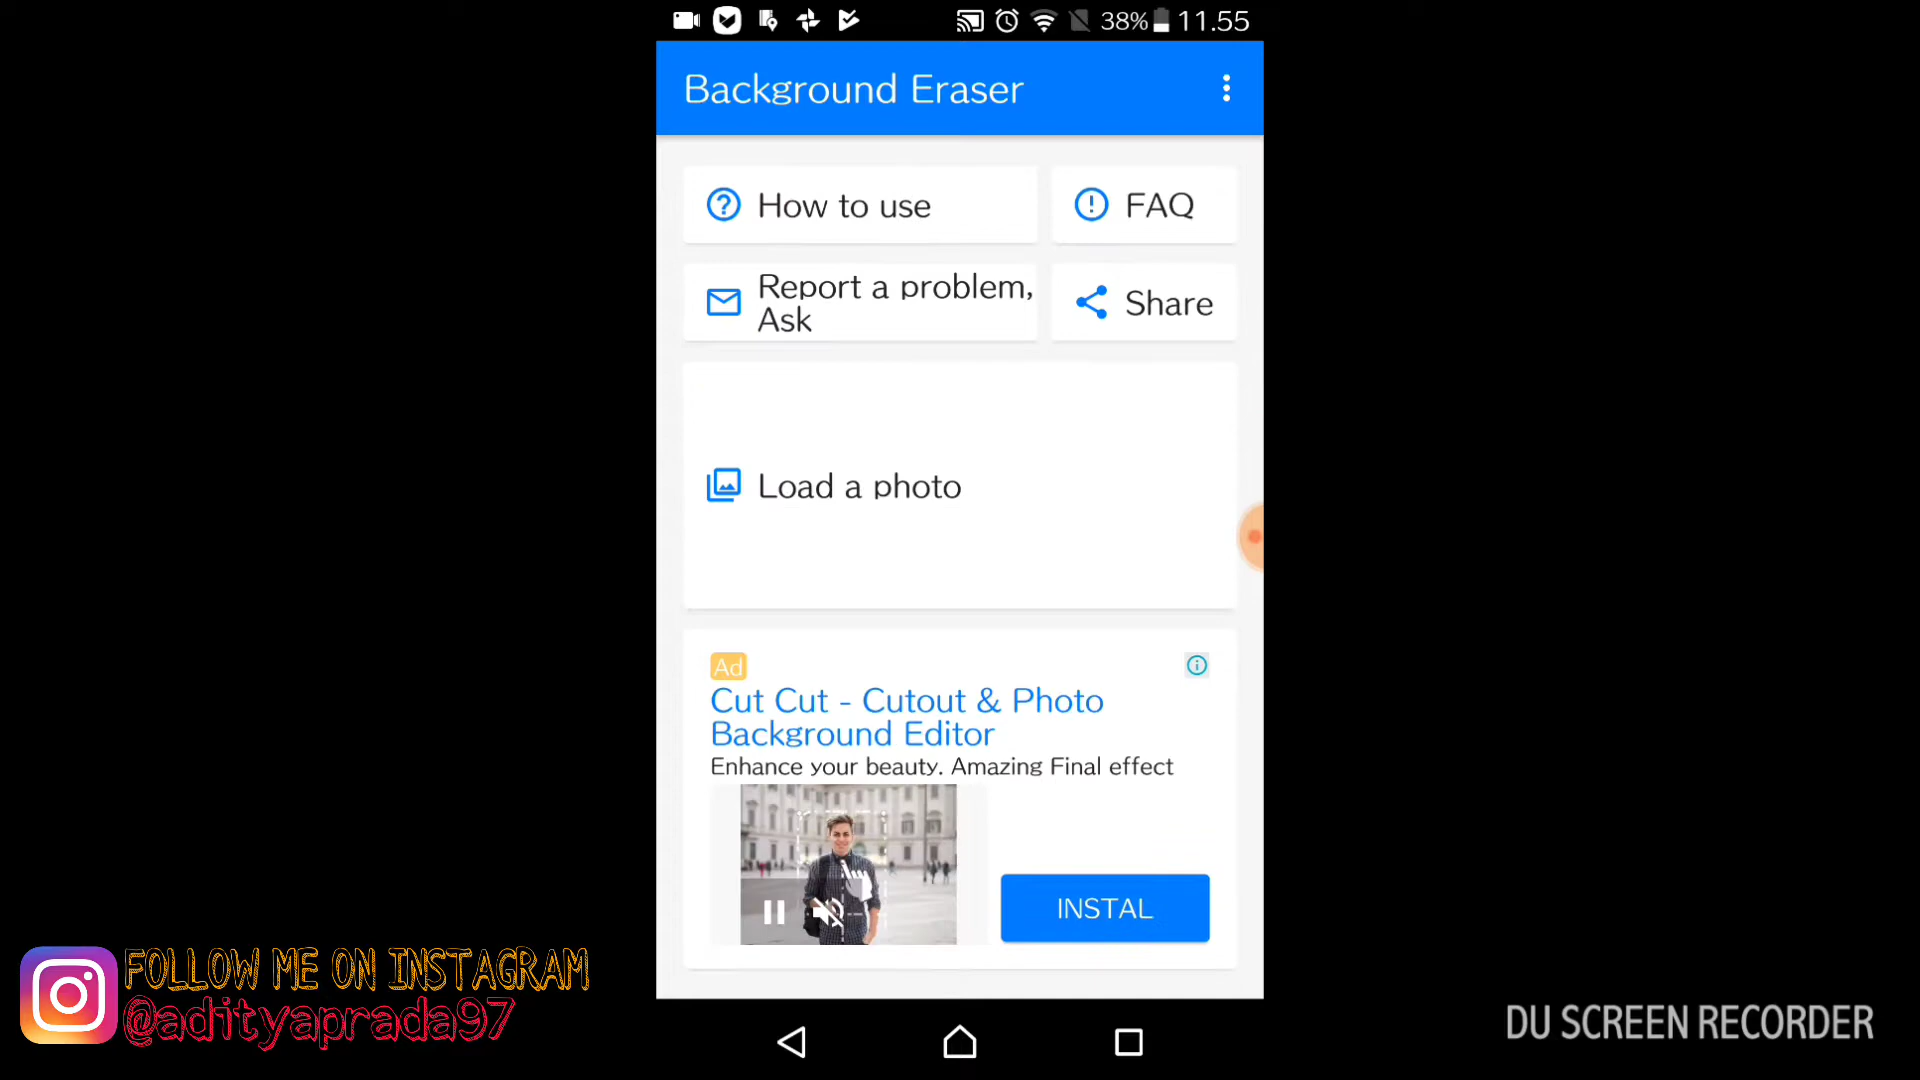 38% 11.55
Background Eraser
How to use
FAQ
Report a problem,
Ask
Share
Load a photo
Ad
Cut Cut - Cutout & Photo
Background Editor
Enhance your beauty. Amazing Final effect
INSTAL
FOLLOW ME ON INSTAGRAM
@adityaprada97
DU SCREEN RECORDER